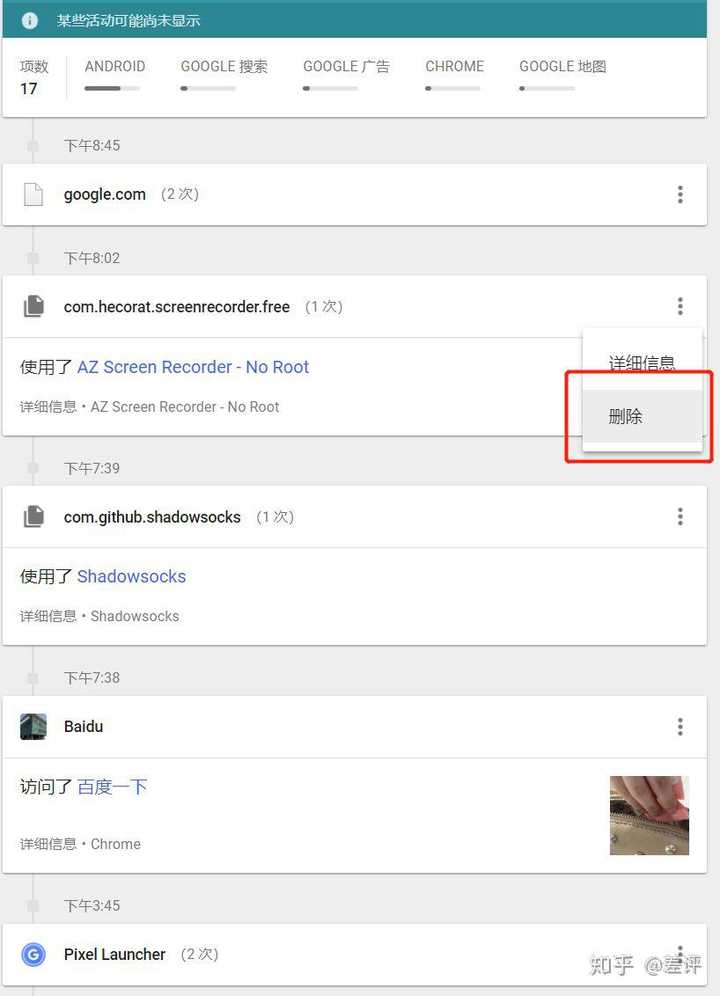 某些活动可能尚未显示
项数 ANDROID GOOGLE 搜索 GOOGLE 广告 CHROME GOOGLE 地图
17
下午8:45
google.com (2 次)
下午8:02
com.hecorat.screenrecorder.free (1 次)
使用了 AZ Screen Recorder - No Root
详细信息
详细信息 • AZ Screen Recorder - No Root
删除
下午7:39
com.github.shadowsocks (1 次)
使用了 Shadowsocks
详细信息 • Shadowsocks
下午7:38
Baidu
访问了 百度一下
详细信息 • Chrome
下午3:45
G Pixel Launcher (2 次)
知乎 @差评